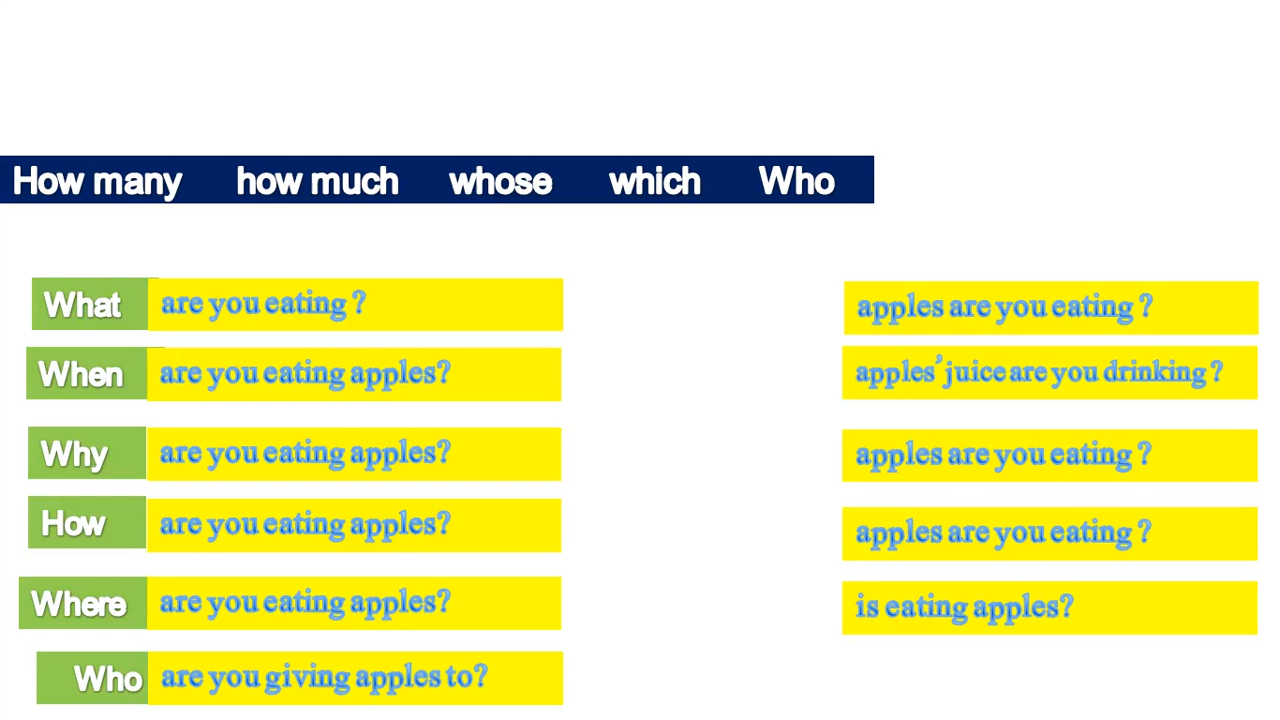 How many how much whose which Who
What are you eating ?
When are you eating apples?
Why are you eating apples?
How are you eating apples?
Where are you eating apples?
Who are you giving apples to?
apples are you eating ?
apples' juice are you drinking ?
apples are you eating ?
apples are you eating ?
is eating apples?